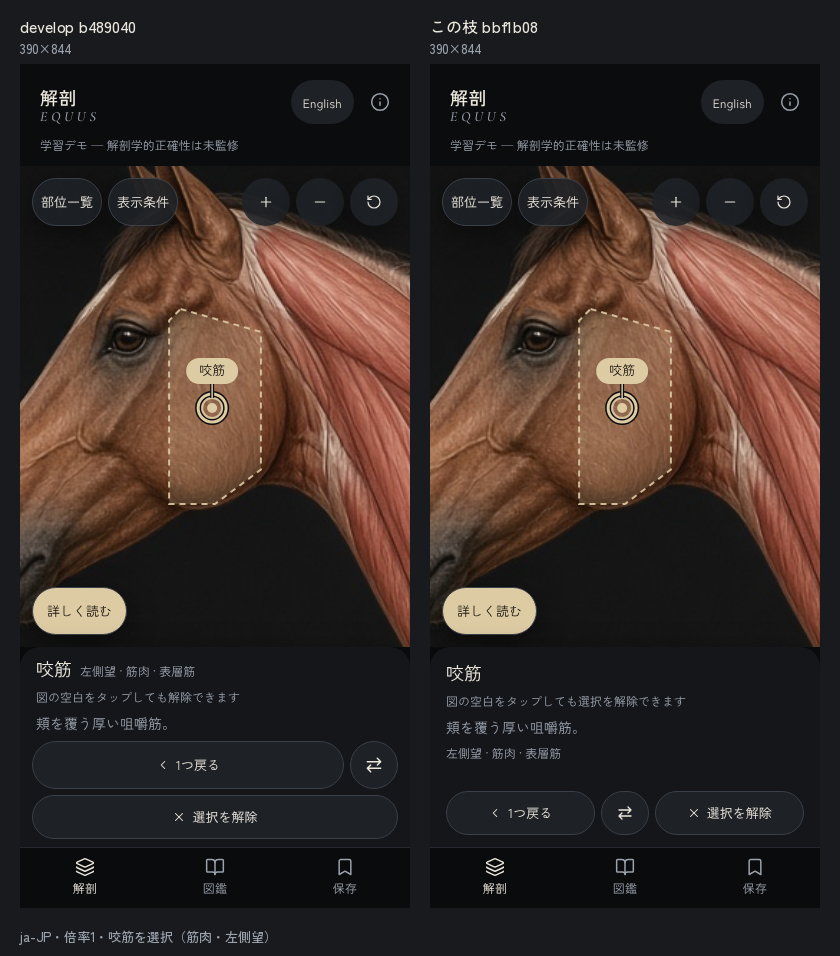 develop b489040
390×844
解剖
EQUUS
English
学習デモ — 解剖学的正確性は未監修
部位一覧
表示条件
咬筋
詳しく読む
咬筋 左側望 · 筋肉 · 表層筋
図の空白をタップしても解除できます
頬を覆う厚い咀嚼筋。
1つ戻る
選択を解除
解剖
図鑑
保存
この枝 bbf1b08
390×844
解剖
EQUUS
English
学習デモ — 解剖学的正確性は未監修
部位一覧
表示条件
咬筋
詳しく読む
咬筋
図の空白をタップしても選択を解除できます
頬を覆う厚い咀嚼筋。
左側望 · 筋肉 · 表層筋
1つ戻る
選択を解除
解剖
図鑑
保存
ja-JP・倍率1・咬筋を選択（筋肉・左側望）